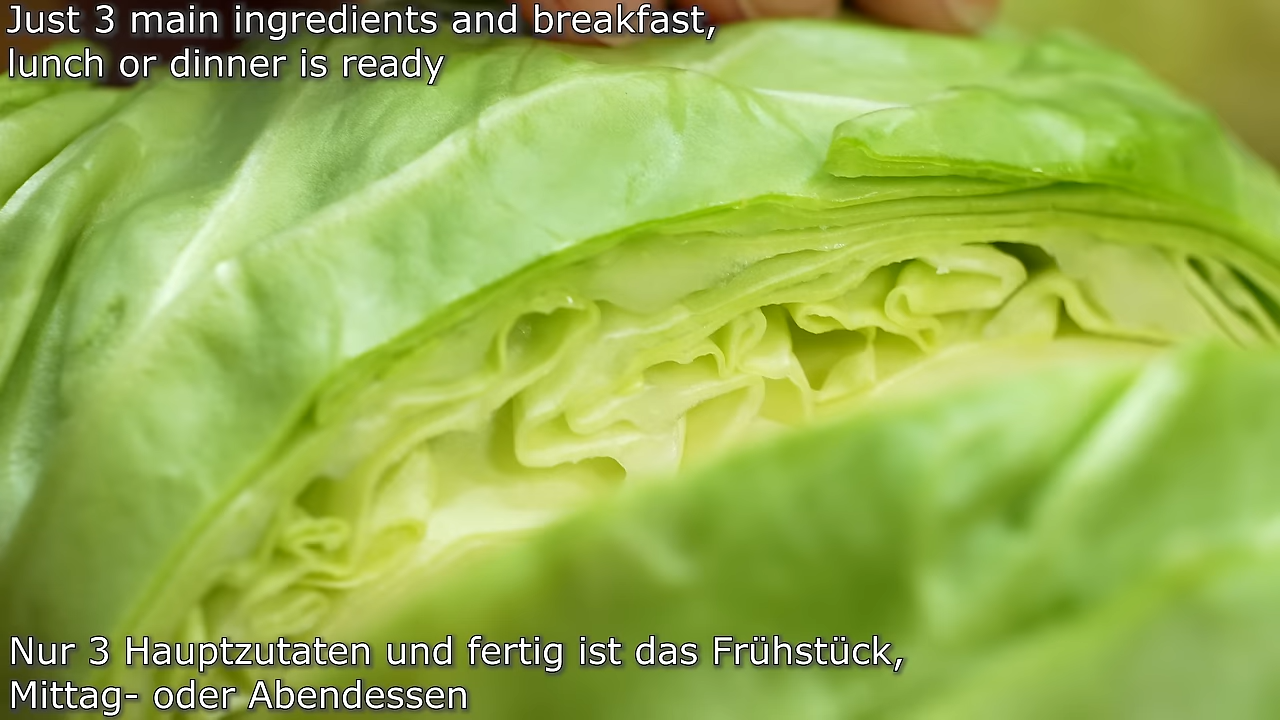 Just 3 main ingredients and breakfast,
lunch or dinner is ready
Nur 3 Hauptzutaten und fertig ist das Frühstück,
Mittag- oder Abendessen